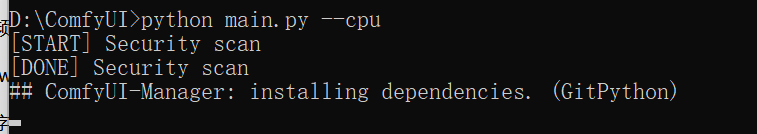 D:\ComfyUI>python main.py --cpu
[START] Security scan
[DONE] Security scan
## ComfyUI-Manager: installing dependencies. (GitPython)